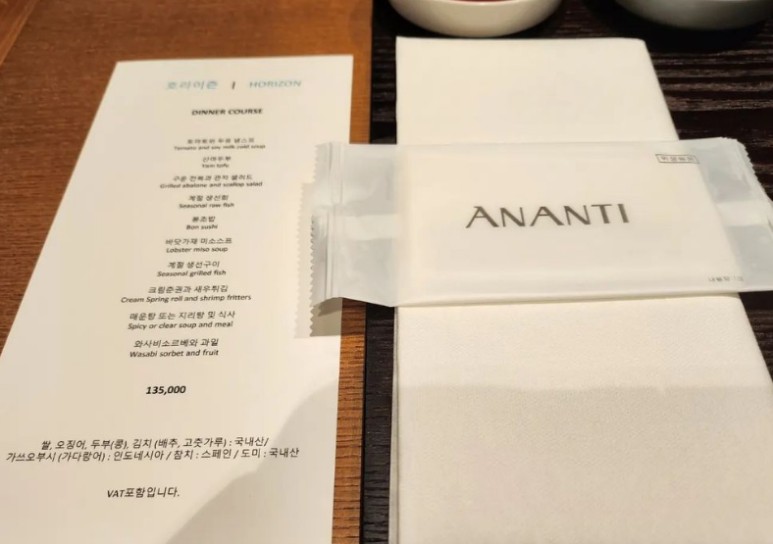 호라이즌 | HORIZON
DINNER COURSE
토마토와 두유 냉스프
Tomato and soy milk cold soup
산마두부
Yam tofu
구운 전복과 관자 샐러드
Grilled abalone and scallop salad
계절 생선회
Seasonal raw fish
봉초밥
Bon sushi
바닷가재 미소스프
Lobster miso soup
계절 생선구이
Seasonal grilled fish
크림춘권과 새우튀김
Cream Spring roll and shrimp fritters
매운탕 또는 지리탕 및 식사
Spicy or clear soup and meal
와사비소르베와 과일
Wasabi sorbet and fruit
135,000
쌀, 오징어, 두부(콩), 김치 (배추, 고춧가루) : 국내산/
가쓰오부시 (가다랑어) : 인도네시아 / 참치 : 스페인 / 도미 : 국내산
VAT포함입니다.
ANANTI